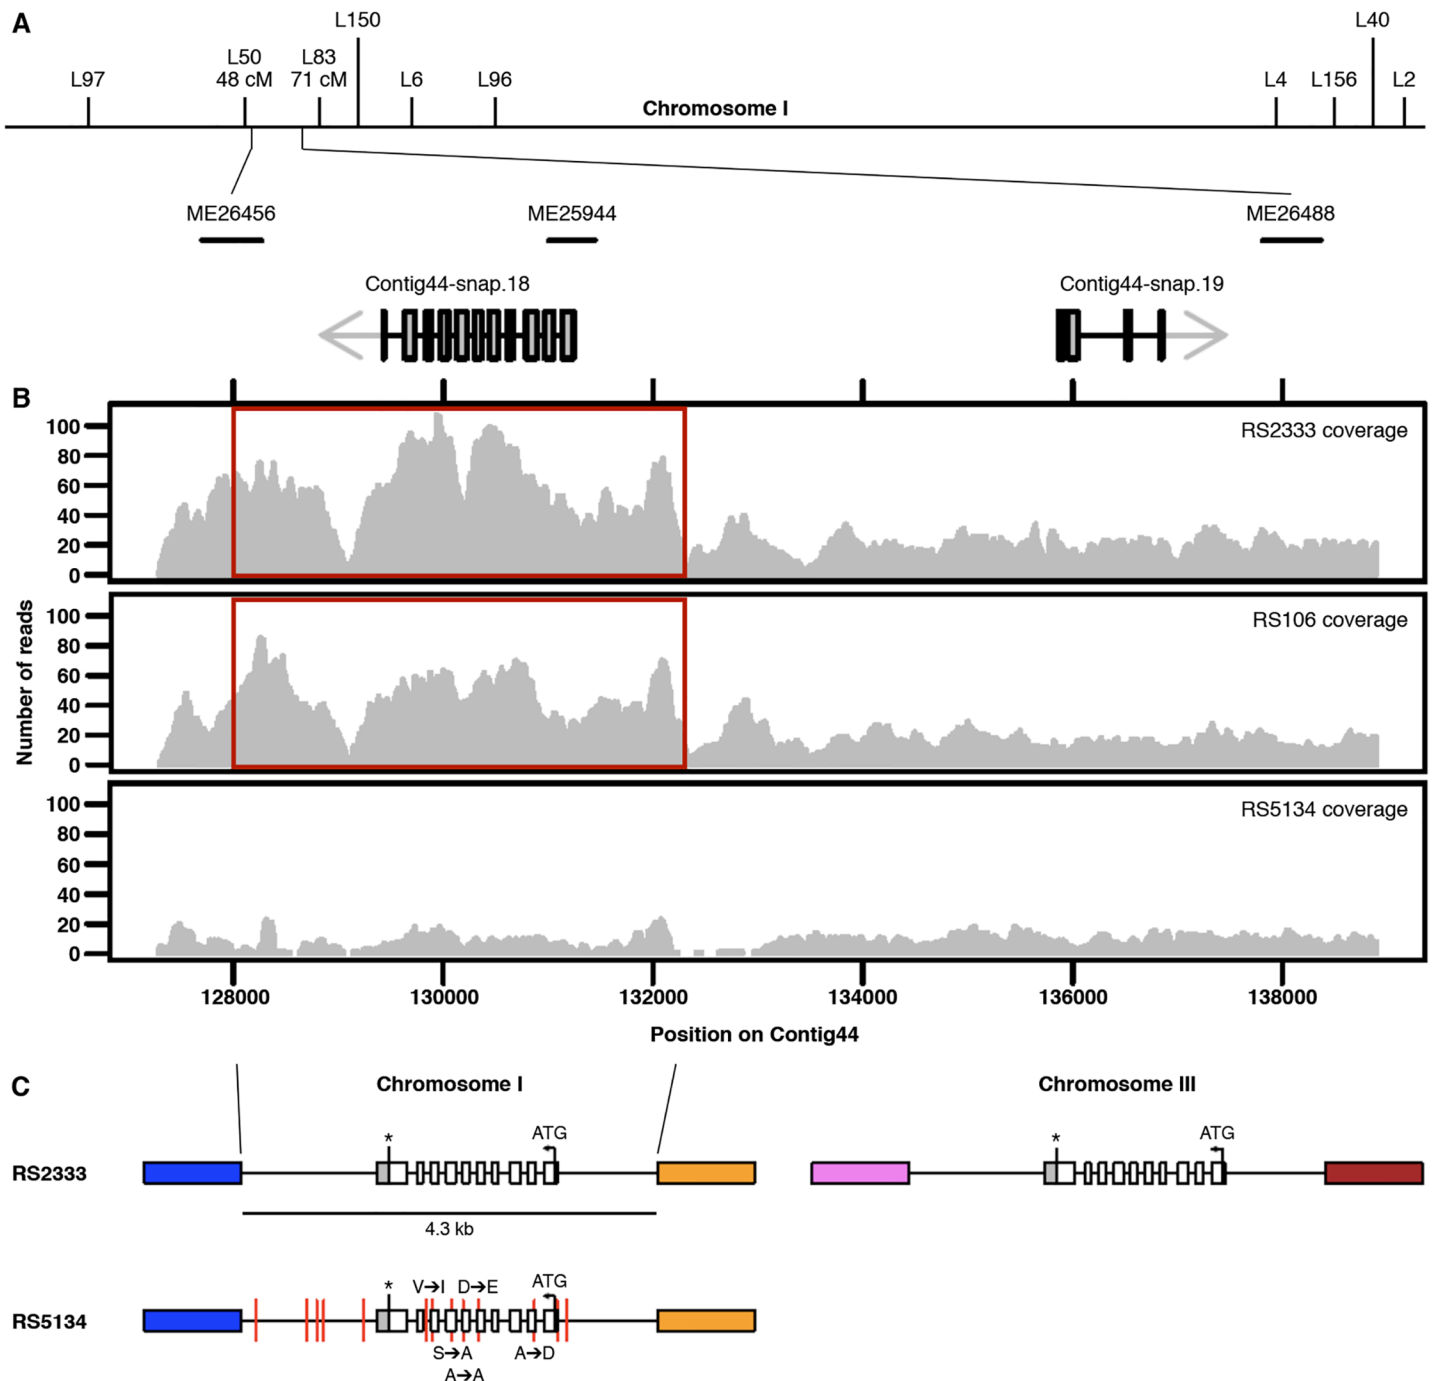 A
L150
L40
L50
L83
L97
48 cM
71 cM
L6
L96
L4
L156
L2
Chromosome I
ME26456
ME25944
ME26488
Contig44-snap.18
Contig44-snap.19
B
100
80
60
40
20
0
RS2333 coverage
100
80
60
40
20
0
RS106 coverage
Number of reads
100
80
60
40
20
0
RS5134 coverage
128000
130000
132000
134000
136000
138000
Position on Contig44
C
Chromosome I
Chromosome III
* ATG
* ATG
RS2333
4.3 kb
* V→I D→E ATG
RS5134
S→A A→D
A→A